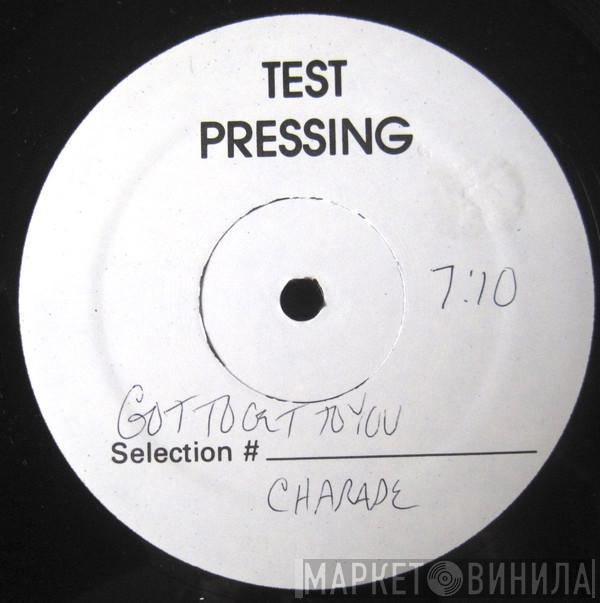 TEST
PRESSING
7:10
GOT TO GET TO YOU
Selection #
CHARADE
МАРКЕТ ВИНИЛА